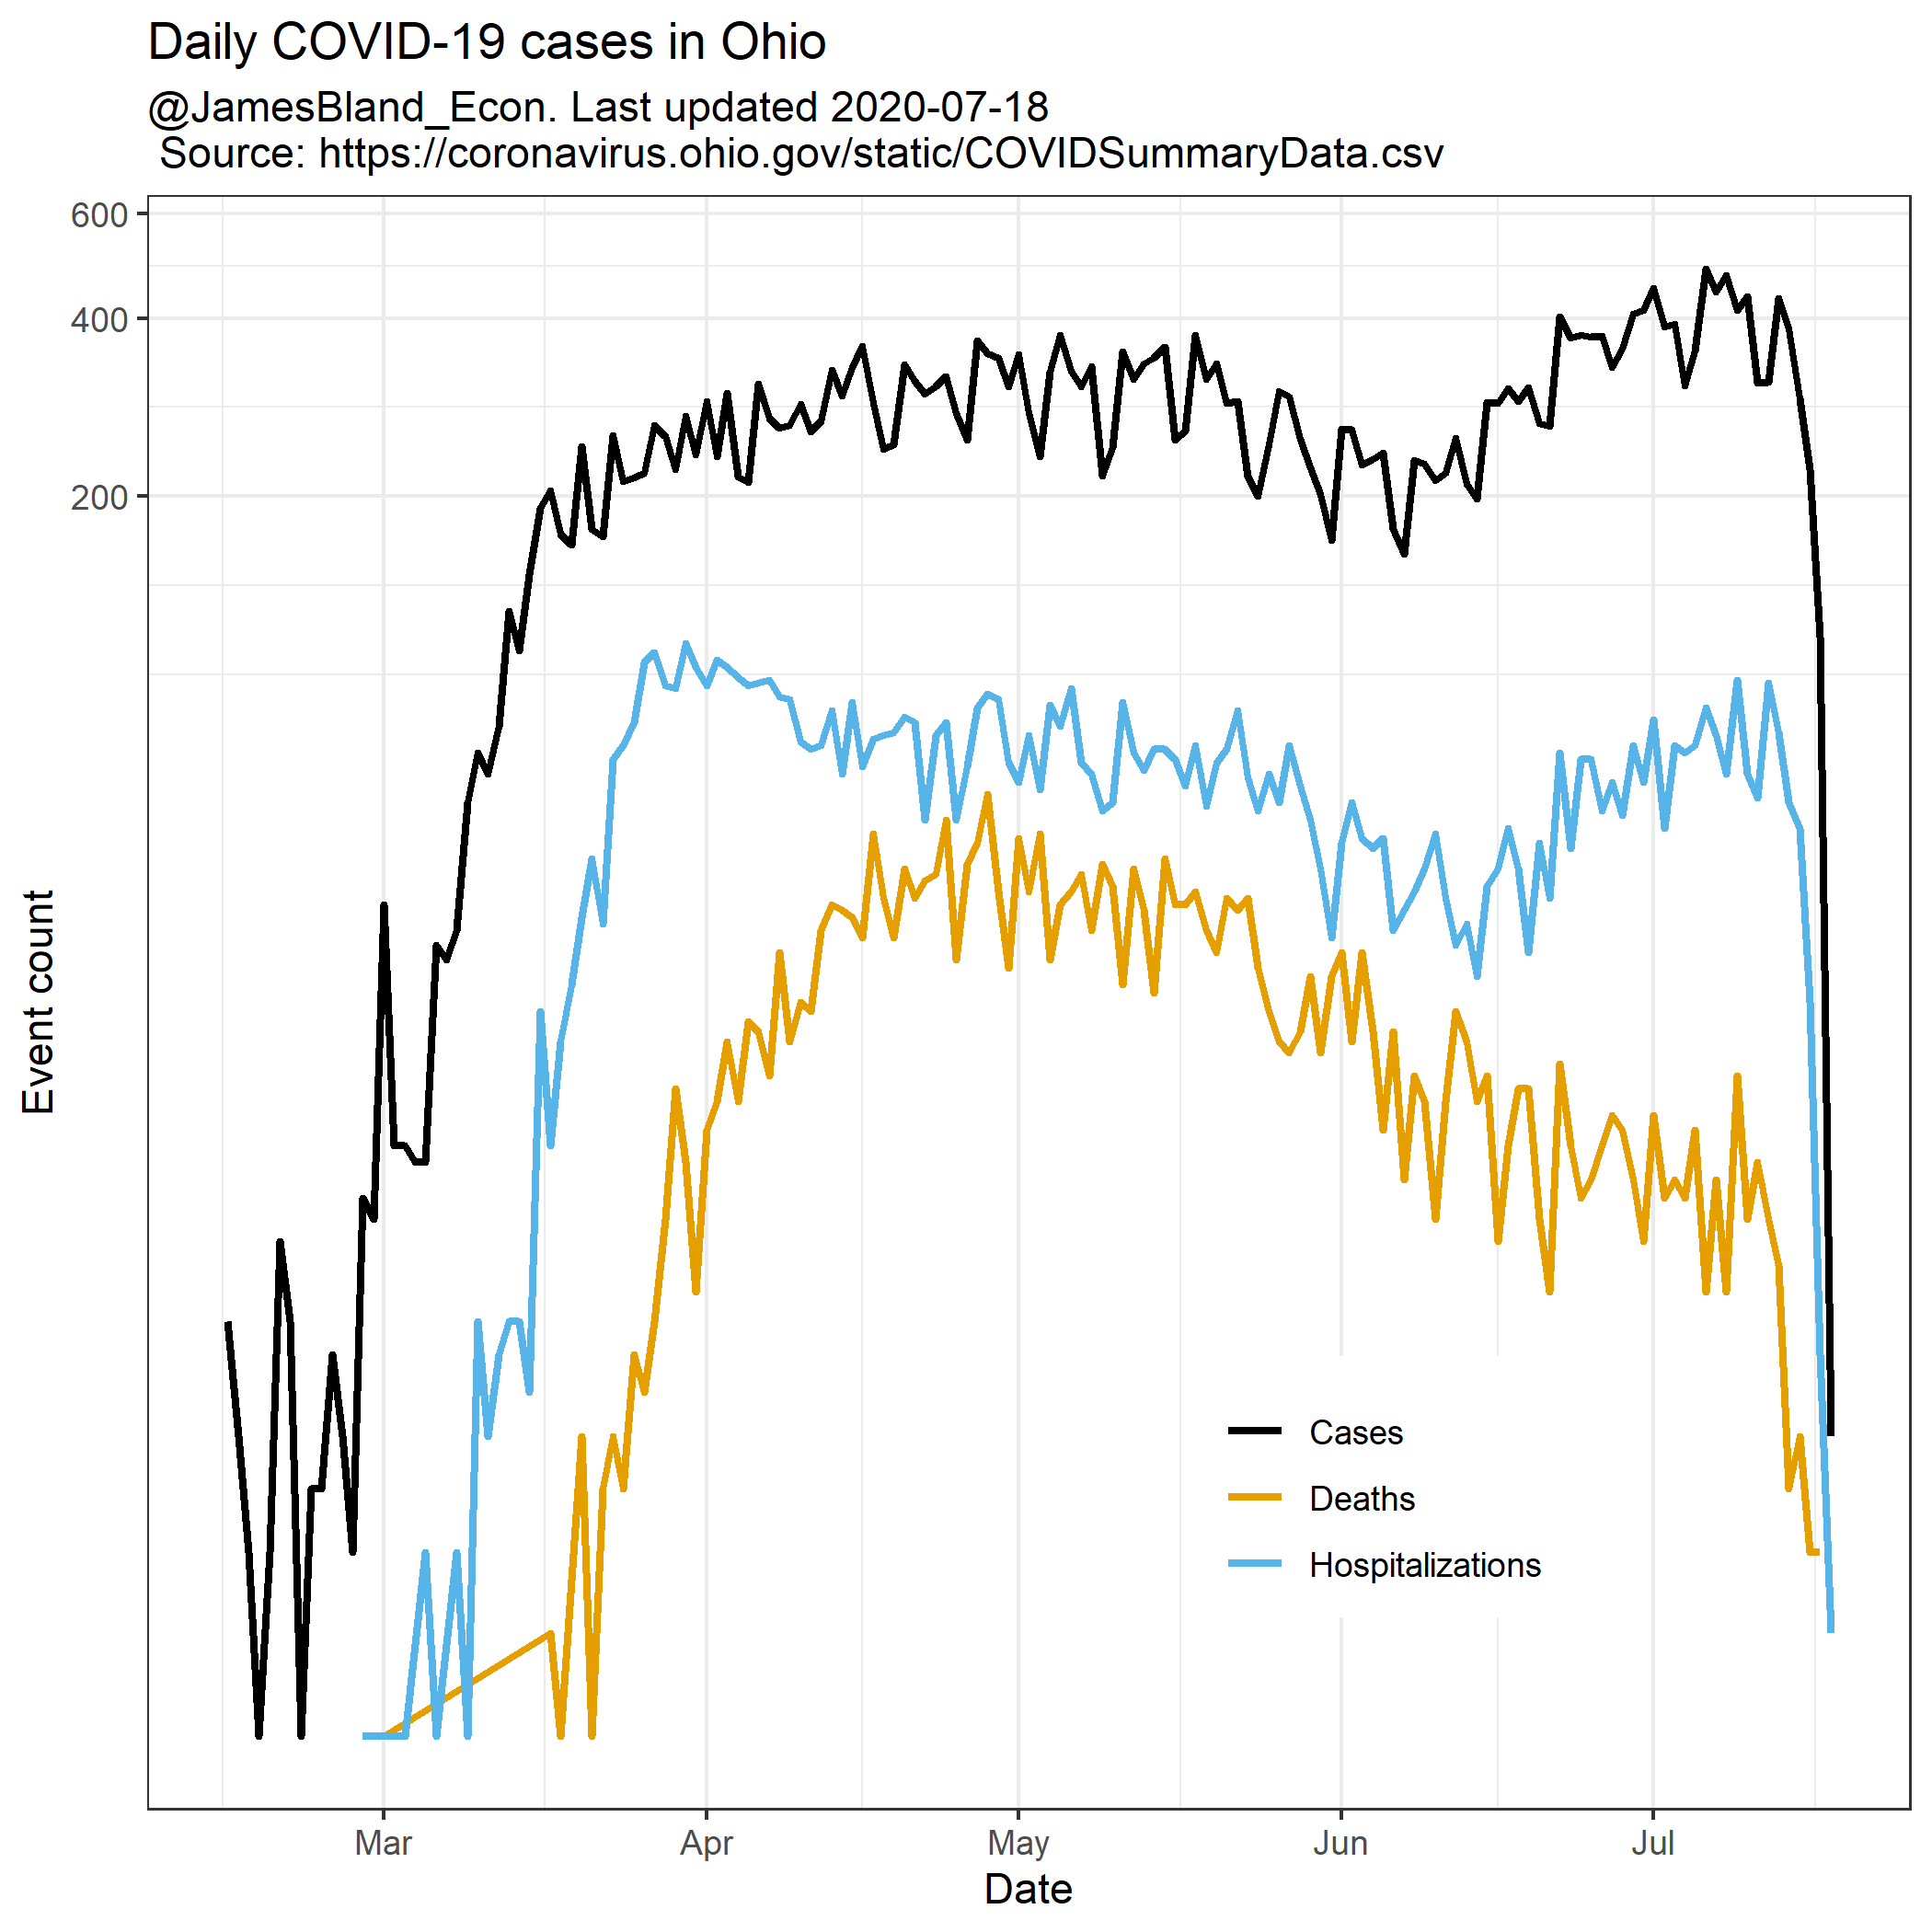 Daily COVID-19 cases in Ohio
@JamesBland_Econ. Last updated 2020-07-18
Source: https://coronavirus.ohio.gov/static/COVIDSummaryData.csv
600
400
200
Event count
Cases
Deaths
Hospitalizations
Mar Apr May Jun Jul
Date